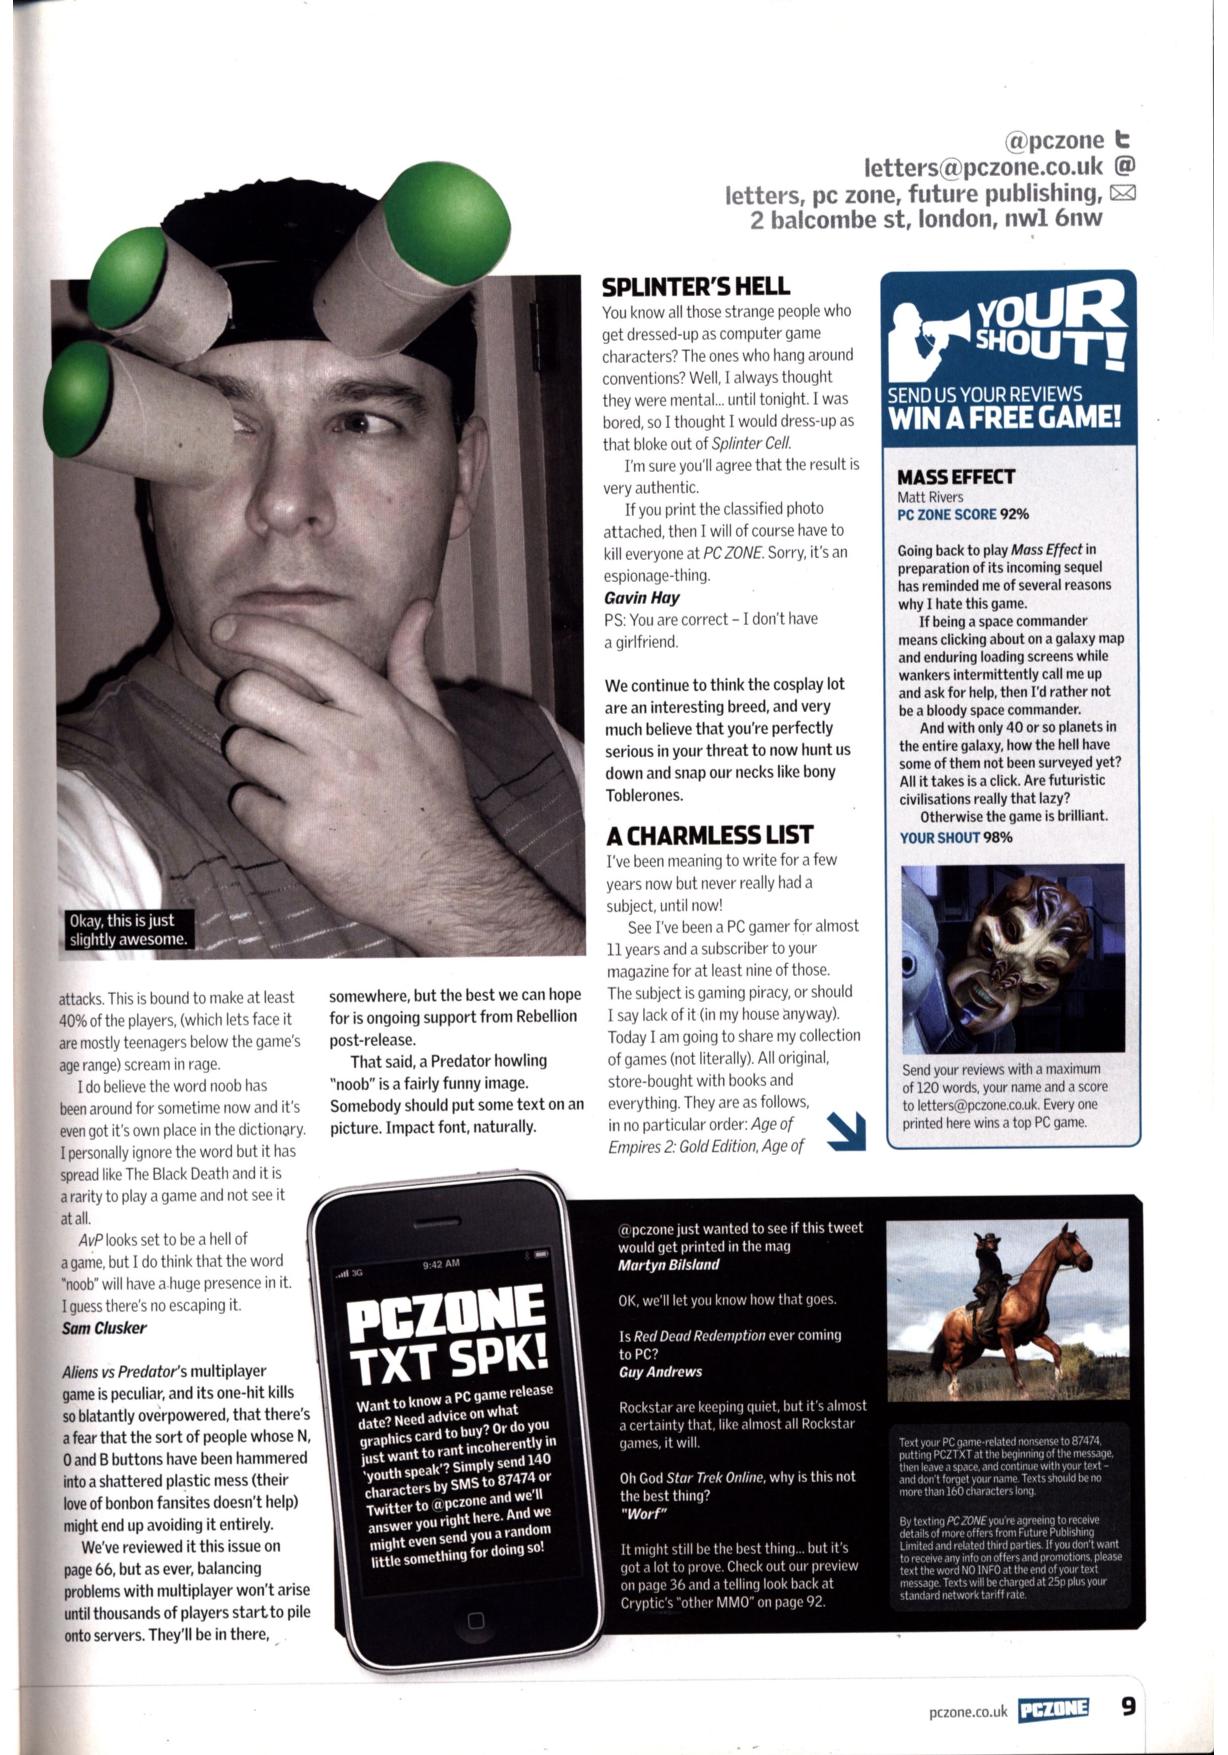 @pczone t
letters@pczone.co.uk @
letters, pc zone, future publishing,
2 balcombe st, london, nw1 6nw
Okay, this is just
slightly awesome.
attacks. This is bound to make at least
40% of the players, (which lets face it
are mostly teenagers below the game's
age range) scream in rage.
I do believe the word noob has
been around for sometime now and it's
even got it's own place in the dictionary.
I personally ignore the word but it has
spread like The Black Death and it is
a rarity to play a game and not see it
at all.
AvP looks set to be a hell of
a game, but I do think that the word
"noob" will have a huge presence in it.
I guess there's no escaping it.
Sam Clusker
Aliens vs Predator's multiplayer
game is peculiar, and its one-hit kills
so blatantly overpowered, that there's
a fear that the sort of people whose N,
O and B buttons have been hammered
into a shattered plastic mess (their
love of bonbon fansites doesn't help)
might end up avoiding it entirely.
We've reviewed it this issue on
page 66, but as ever, balancing
problems with multiplayer won't arise
until thousands of players start to pile
onto servers. They'll be in there,
somewhere, but the best we can hope
for is ongoing support from Rebellion
post-release.
That said, a Predator howling
"noob" is a fairly funny image.
Somebody should put some text on an
picture. Impact font, naturally.
SPLINTER'S HELL
You know all those strange people who
get dressed-up as computer game
characters? The ones who hang around
conventions? Well, I always thought
they were mental... until tonight. I was
bored, so I thought I would dress-up as
that bloke out of Splinter Cell.
I'm sure you'll agree that the result is
very authentic.
If you print the classified photo
attached, then I will of course have to
kill everyone at PC ZONE. Sorry, it's an
espionage-thing.
Gavin Hay
PS: You are correct – I don't have
a girlfriend.
We continue to think the cosplay lot
are an interesting breed, and very
much believe that you're perfectly
serious in your threat to now hunt us
down and snap our necks like bony
Toblerones.
A CHARMLESS LIST
I've been meaning to write for a few
years now but never really had a
subject, until now!
See I've been a PC gamer for almost
11 years and a subscriber to your
magazine for at least nine of those.
The subject is gaming piracy, or should
I say lack of it (in my house anyway).
Today I am going to share my collection
of games (not literally). All original,
store-bought with books and
everything. They are as follows,
in no particular order: Age of
Empires 2: Gold Edition, Age of
YOUR
SHOUT!
SEND US YOUR REVIEWS
WIN A FREE GAME!
MASS EFFECT
Matt Rivers
PC ZONE SCORE 92%
Going back to play Mass Effect in
preparation of its incoming sequel
has reminded me of several reasons
why I hate this game.
If being a space commander
means clicking about on a galaxy map
and enduring loading screens while
wankers intermittently call me up
and ask for help, then I'd rather not
be a bloody space commander.
And with only 40 or so planets in
the entire galaxy, how the hell have
some of them not been surveyed yet?
All it takes is a click. Are futuristic
civilisations really that lazy?
Otherwise the game is brilliant.
YOUR SHOUT 98%
Send your reviews with a maximum
of 120 words, your name and a score
to letters@pczone.co.uk. Every one
printed here wins a top PC game.
3G
9:42 AM
PCZONE
TXT SPK!
Want to know a PC game release
date? Need advice on what
graphics card to buy? Or do you
just want to rant incoherently in
'youth speak'? Simply send 140
characters by SMS to 87474 or
Twitter to @pczone and we'll
answer you right here. And we
might even send you a random
little something for doing so!
@pczone just wanted to see if this tweet
would get printed in the mag
Martyn Bilsland
OK, we'll let you know how that goes.
Is Red Dead Redemption ever coming
to PC?
Guy Andrews
Rockstar are keeping quiet, but it's almost
a certainty that, like almost all Rockstar
games, it will.
Oh God Star Trek Online, why is this not
the best thing?
"Worf"
It might still be the best thing... but it's
got a lot to prove. Check out our preview
on page 36 and a telling look back at
Cryptic's "other MMO" on page 92.
Text your PC game-related nonsense to 87474,
putting PCZTXT at the beginning of the message,
then leave a space, and continue with your text –
and don't forget your name. Texts should be no
more than 160 characters long.
By texting PC ZONE you're agreeing to receive
details of more offers from Future Publishing
Limited and related third parties. If you don't want
to receive any info on offers and promotions, please
text the word NO INFO at the end of your text
message. Texts will be charged at 25p plus your
standard network tariff rate.
pczone.co.uk PCZONE 9